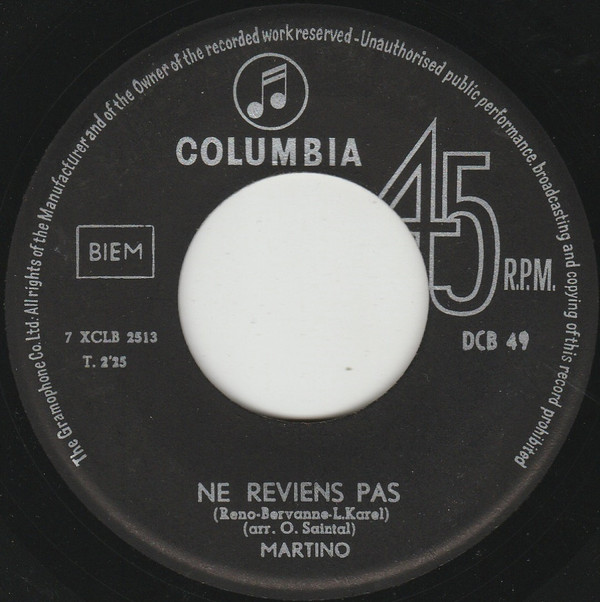 The Gramophone Co. Ltd. All rights of the Manufacturer and of the Owner of the recorded work reserved - Unauthorised public performance, broadcasting and copying of this record prohibited
COLUMBIA
45
R.P.M.
BIEM
7 XCLB 2513
T. 2'25
DCB 49
NE REVIENS PAS
(Reno-Bervanne-L.Karel)
(arr. O. Saintal)
MARTINO